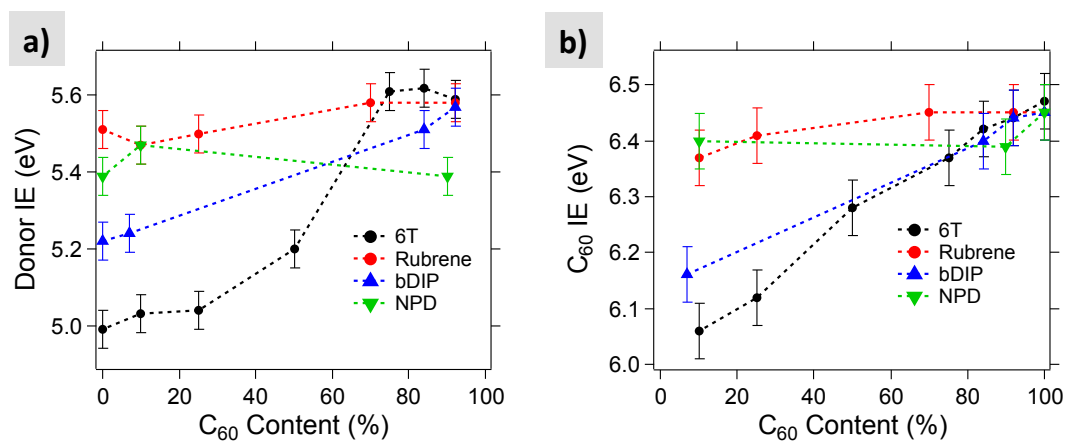 a)
Donor IE (eV)
5.6
5.4
5.2
5.0
6T
Rubrene
bDIP
NPD
0
20
40
60
80
100
C60 Content (%)
b)
C60 IE (eV)
6.5
6.4
6.3
6.2
6.1
6.0
6T
Rubrene
bDIP
NPD
0
20
40
60
80
100
C60 Content (%)